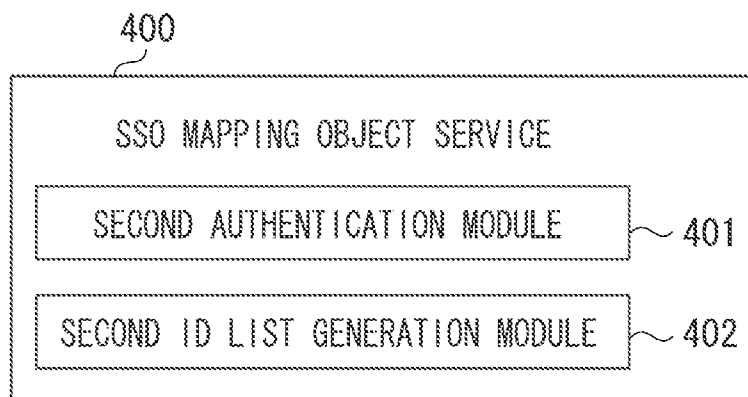 400
SSO MAPPING OBJECT SERVICE
SECOND AUTHENTICATION MODULE
401
SECOND ID LIST GENERATION MODULE
402